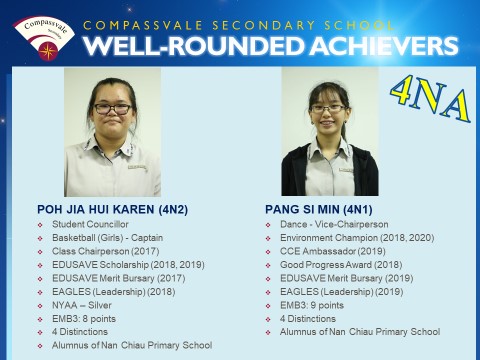 Compassvale
Secondary
COMPASSVALE SECONDARY SCHOOL
WELL-ROUNDED ACHIEVERS
4NA
POH JIA HUI KAREN (4N2)
Student Councillor
Basketball (Girls) - Captain
Class Chairperson (2017)
EDUSAVE Scholarship (2018, 2019)
EDUSAVE Merit Bursary (2017)
EAGLES (Leadership) (2018)
NYAA – Silver
EMB3: 8 points
4 Distinctions
Alumnus of Nan Chiau Primary School
PANG SI MIN (4N1)
Dance - Vice-Chairperson
Environment Champion (2018, 2020)
CCE Ambassador (2019)
Good Progress Award (2018)
EDUSAVE Merit Bursary (2019)
EAGLES (Leadership) (2019)
EMB3: 9 points
4 Distinctions
Alumnus of Nan Chiau Primary School